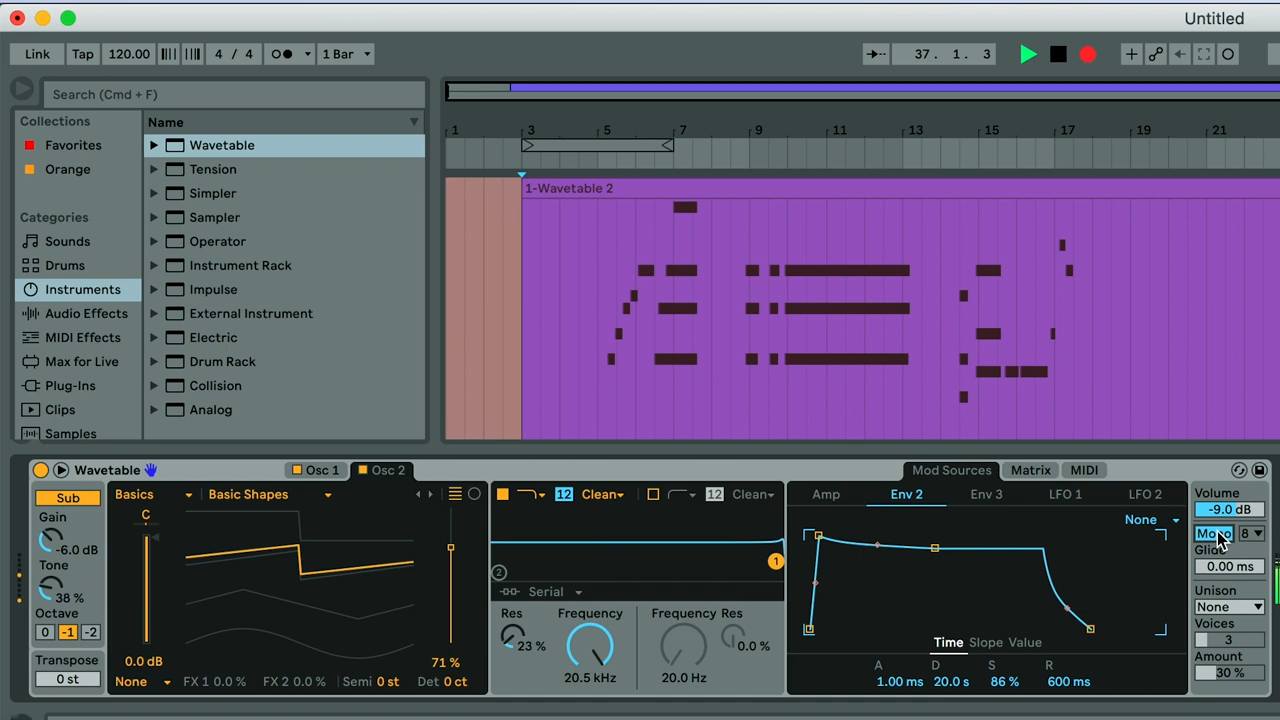 Untitled
Link Tap 120.00 4 / 4 1 Bar 37. 1. 3
Search (Cmd + F)
Collections
Favorites
Orange
Categories
Sounds
Drums
Instruments
Audio Effects
MIDI Effects
Max for Live
Plug-Ins
Clips
Samples
Name
Wavetable
Tension
Simpler
Sampler
Operator
Instrument Rack
Impulse
External Instrument
Electric
Drum Rack
Collision
Analog
1 3 5 7 9 11 13 15 17 19 21
1-Wavetable 2
Wavetable
Osc 1 Osc 2
Mod Sources Matrix MIDI
Sub
Gain
-6.0 dB
Tone
38 %
Octave
0 -1 -2
Transpose
0 st
Basics Basic Shapes
C
0.0 dB
71 %
None FX 1 0.0 % FX 2 0.0 % Semi 0 st Det 0 ct
12 Clean 12 Clean
1
2
Serial
Res Frequency Frequency Res
23 % 0.0 %
20.5 kHz 20.0 Hz
Amp Env 2 Env 3 LFO 1 LFO 2
None
Time Slope Value
A D S R
1.00 ms 20.0 s 86 % 600 ms
Volume
-9.0 dB
Mono 8
Glide
0.00 ms
Unison
None
Voices
3
Amount
30 %